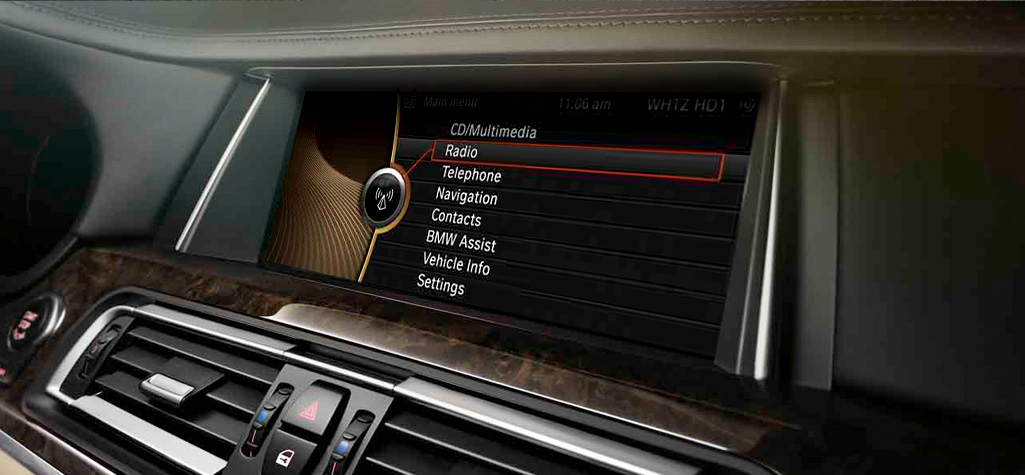 Main menu 11:06 am WHTZ HD1
CD/Multimedia
Radio
Telephone
Navigation
Contacts
BMW Assist
Vehicle Info
Settings